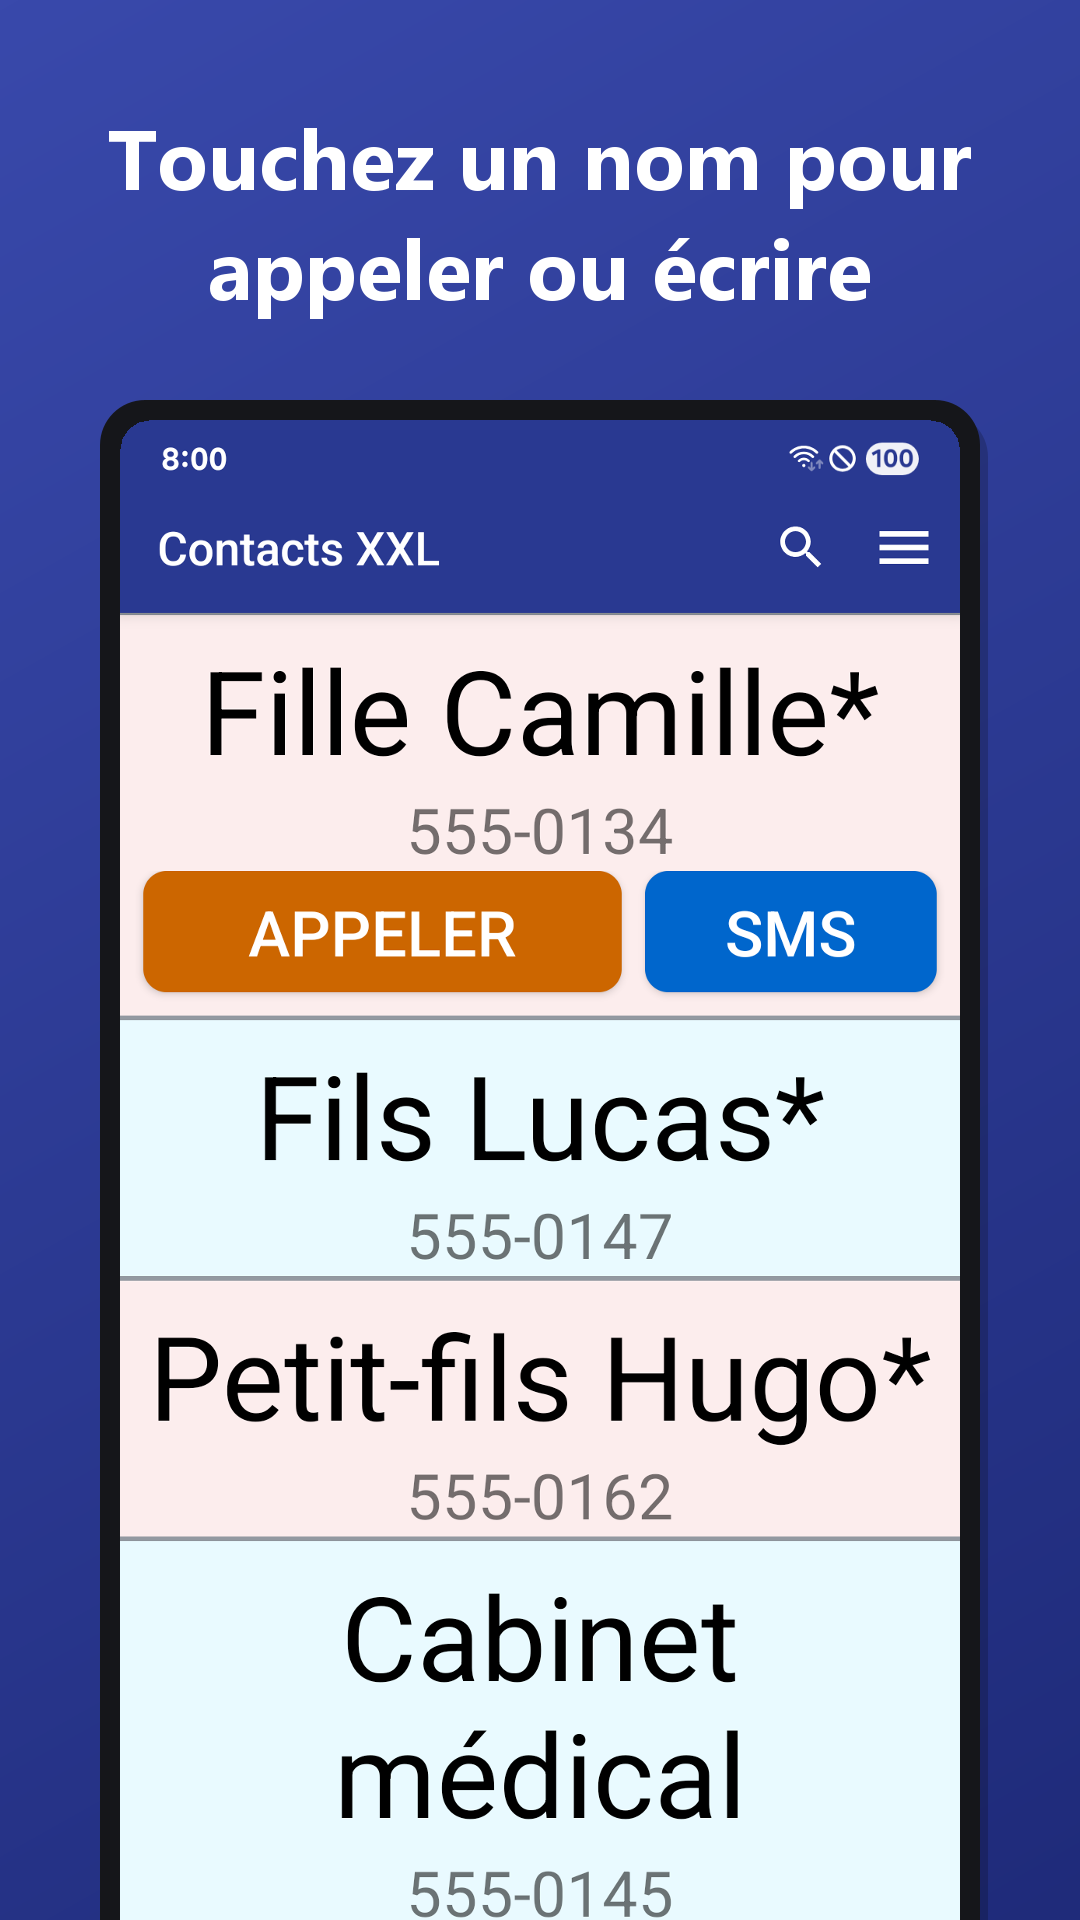 Touchez un nom pour
appeler ou écrire
8:00
100
Contacts XXL
Fille Camille*
555-0134
APPELER
SMS
Fils Lucas*
555-0147
Petit-fils Hugo*
555-0162
Cabinet
médical
555-0145